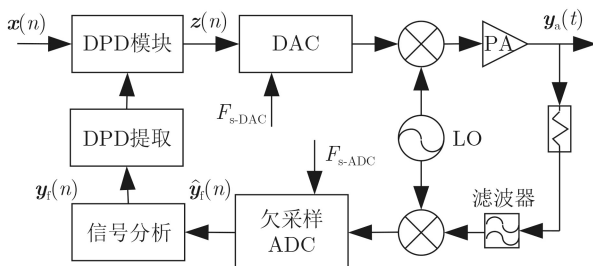 x(n)
DPD模块
z(n)
DAC
PA
y_a(t)
F_s-DAC
LO
DPD提取
F_s-ADC
y_f(n)
ŷ_f(n)
信号分析
欠采样
ADC
滤波器